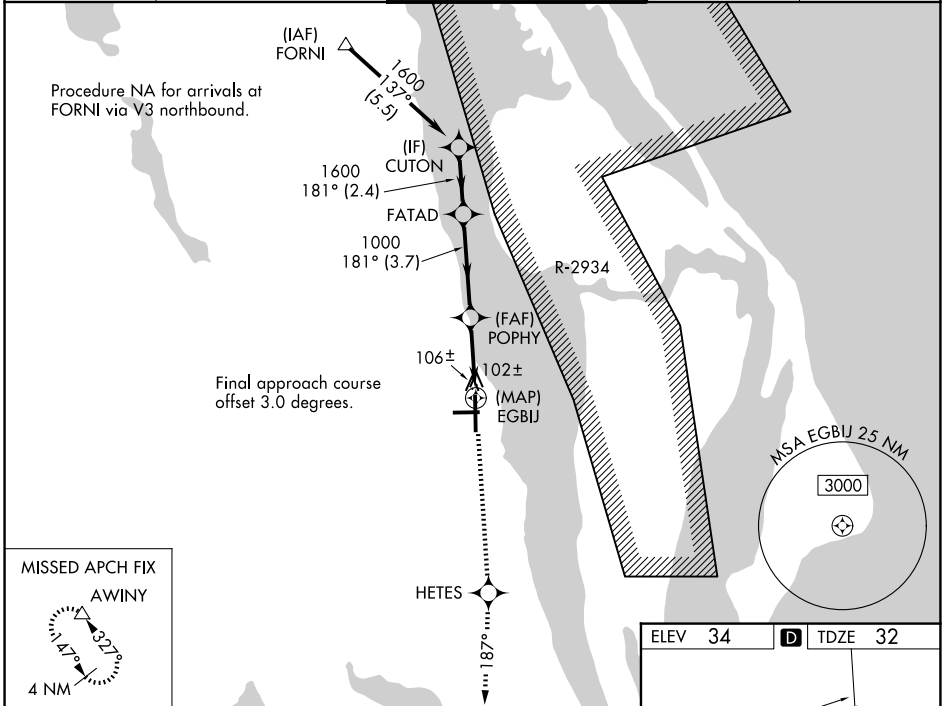 (IAF)
FORNI
1600
137°
(5.5)
Procedure NA for arrivals at
FORNI via V3 northbound.
(IF)
CUTON
1600
181° (2.4)
FATAD
1000
181° (3.7)
R-2934
(FAF)
POPHY
106±
102±
(MAP)
EGBIJ
Final approach course
offset 3.0 degrees.
MSA EGBIJ 25 NM
3000
MISSED APCH FIX
AWINY
327°
147°
4 NM
HETES
187°
ELEV 34 D TDZE 32